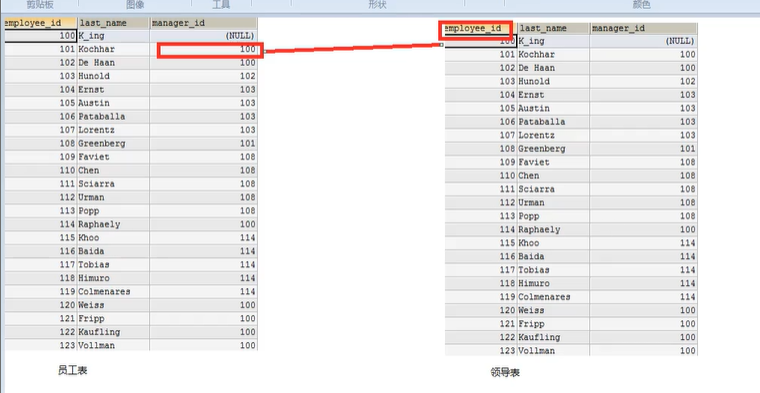 剪贴板 图像 工具 形状 颜色
employee_id last_name manager_id
100 K_ing (NULL)
101 Kochhar 100
102 De Haan 100
103 Hunold 102
104 Ernst 103
105 Austin 103
106 Pataballa 103
107 Lorentz 103
108 Greenberg 101
109 Faviet 108
110 Chen 108
111 Sciarra 108
112 Urman 108
113 Popp 108
114 Raphaely 100
115 Khoo 114
116 Baida 114
117 Tobias 114
118 Himuro 114
119 Colmenares 114
120 Weiss 100
121 Fripp 100
122 Kaufling 100
123 Vollman 100
员工表
employee_id last_name manager_id
100 K_ing (NULL)
101 Kochhar 100
102 De Haan 100
103 Hunold 102
104 Ernst 103
105 Austin 103
106 Pataballa 103
107 Lorentz 103
108 Greenberg 101
109 Faviet 108
110 Chen 108
111 Sciarra 108
112 Urman 108
113 Popp 108
114 Raphaely 100
115 Khoo 114
116 Baida 114
117 Tobias 114
118 Himuro 114
119 Colmenares 114
120 Weiss 100
121 Fripp 100
122 Kaufling 100
123 Vollman 100
领导表